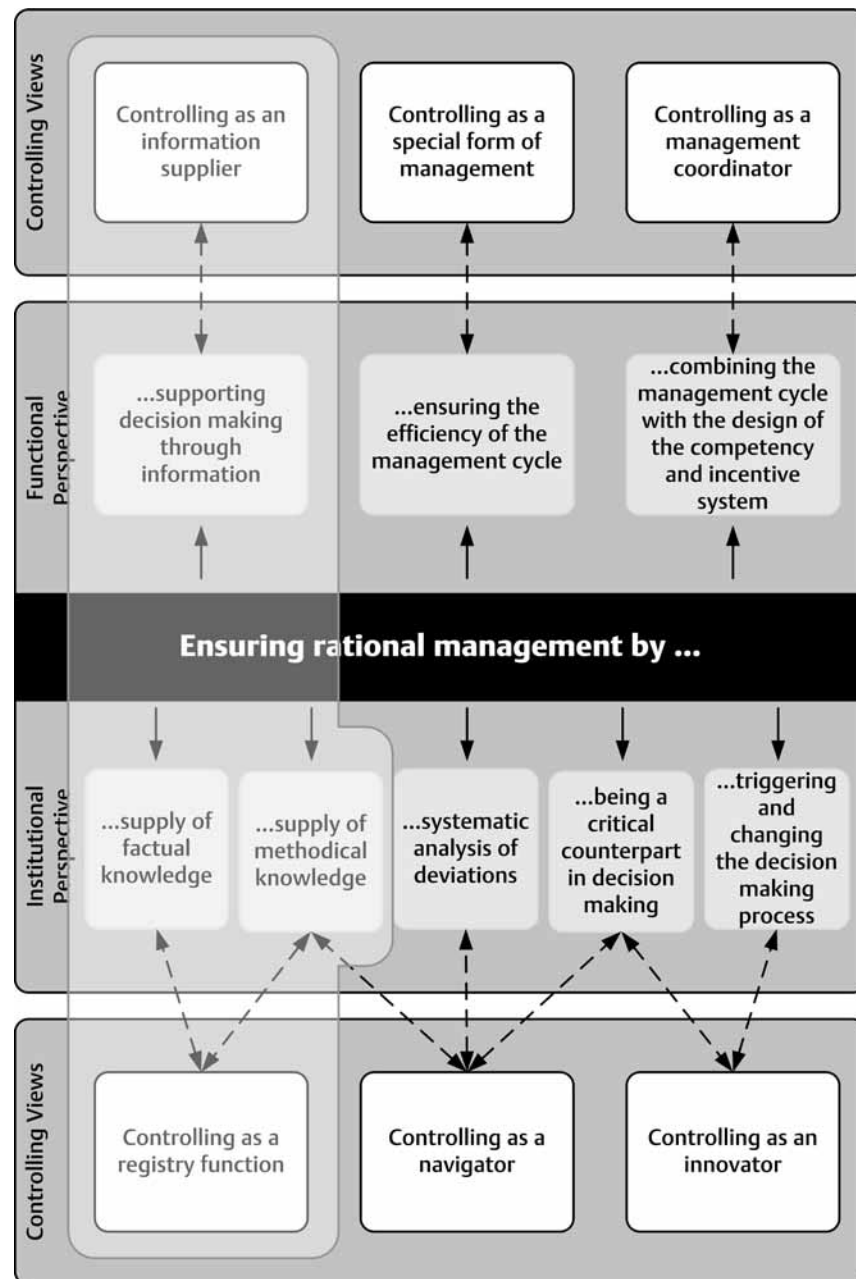 Controlling Views
Controlling as an
information
supplier
Controlling as a
special form of
management
Controlling as a
management
coordinator
Functional
Perspective
...supporting
decision making
through
information
...ensuring the
efficiency of the
management cycle
...combining the
management cycle
with the design of
the competency
and incentive
system
Ensuring rational management by ...
Institutional
Perspective
...supply of
factual
knowledge
...supply of
methodical
knowledge
...systematic
analysis of
deviations
...being a
critical
counterpart
in decision
making
...triggering
and
changing
the decision
making
process
Controlling Views
Controlling as a
registry function
Controlling as a
navigator
Controlling as an
innovator